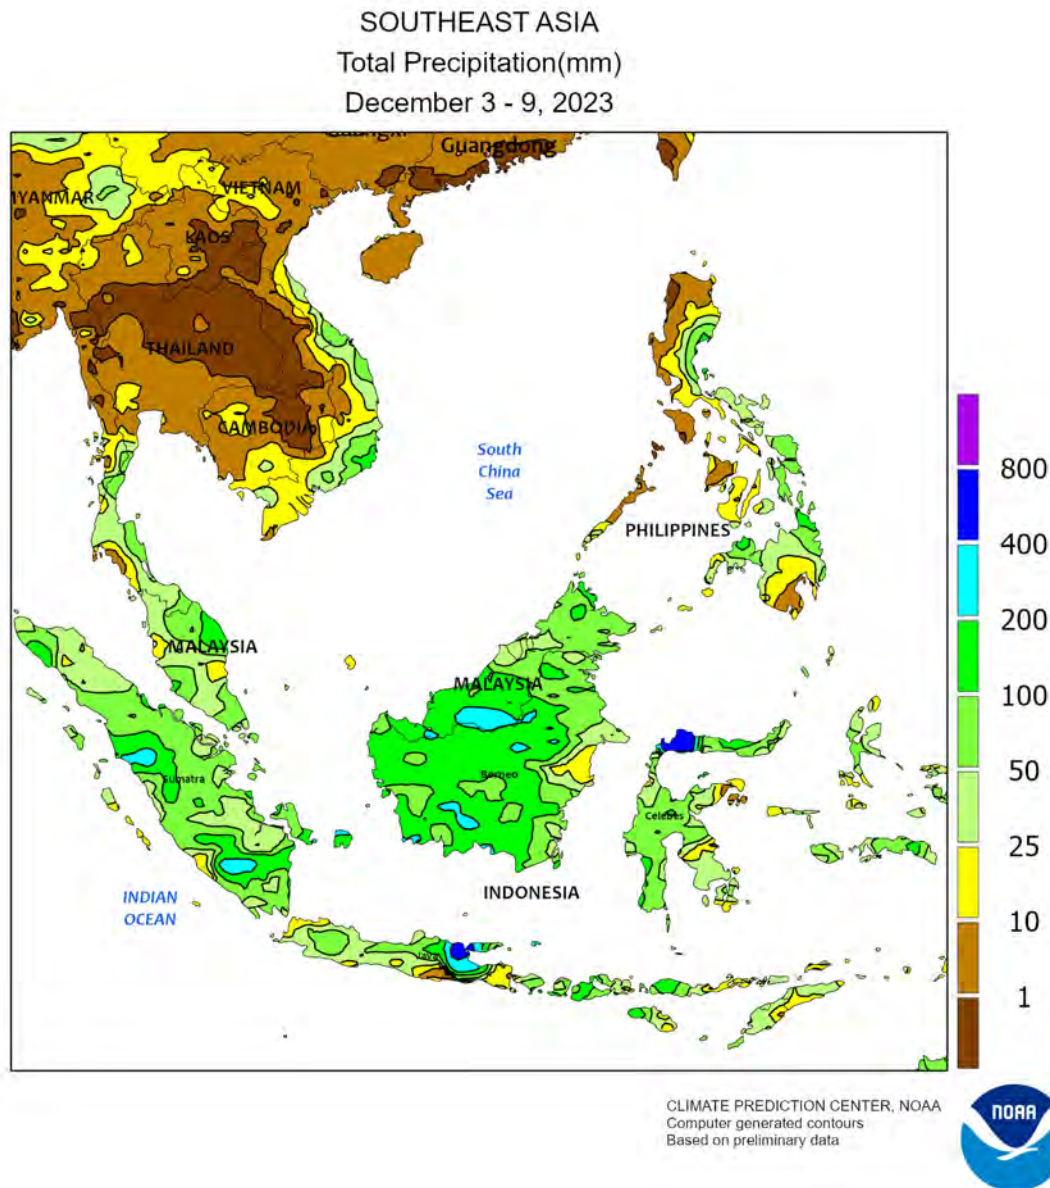 SOUTHEAST ASIA
Total Precipitation(mm)
December 3 - 9, 2023
Guangdong
VIETNAM
LAOS
THAILAND
CAMBODIA
South
China
Sea
PHILIPPINES
MALAYSIA
MALAYSIA
Sumatra
Borneo
Celebes
INDIAN
OCEAN
INDONESIA
800
400
200
100
50
25
10
1
CLIMATE PREDICTION CENTER, NOAA
Computer generated contours
Based on preliminary data
NOAA